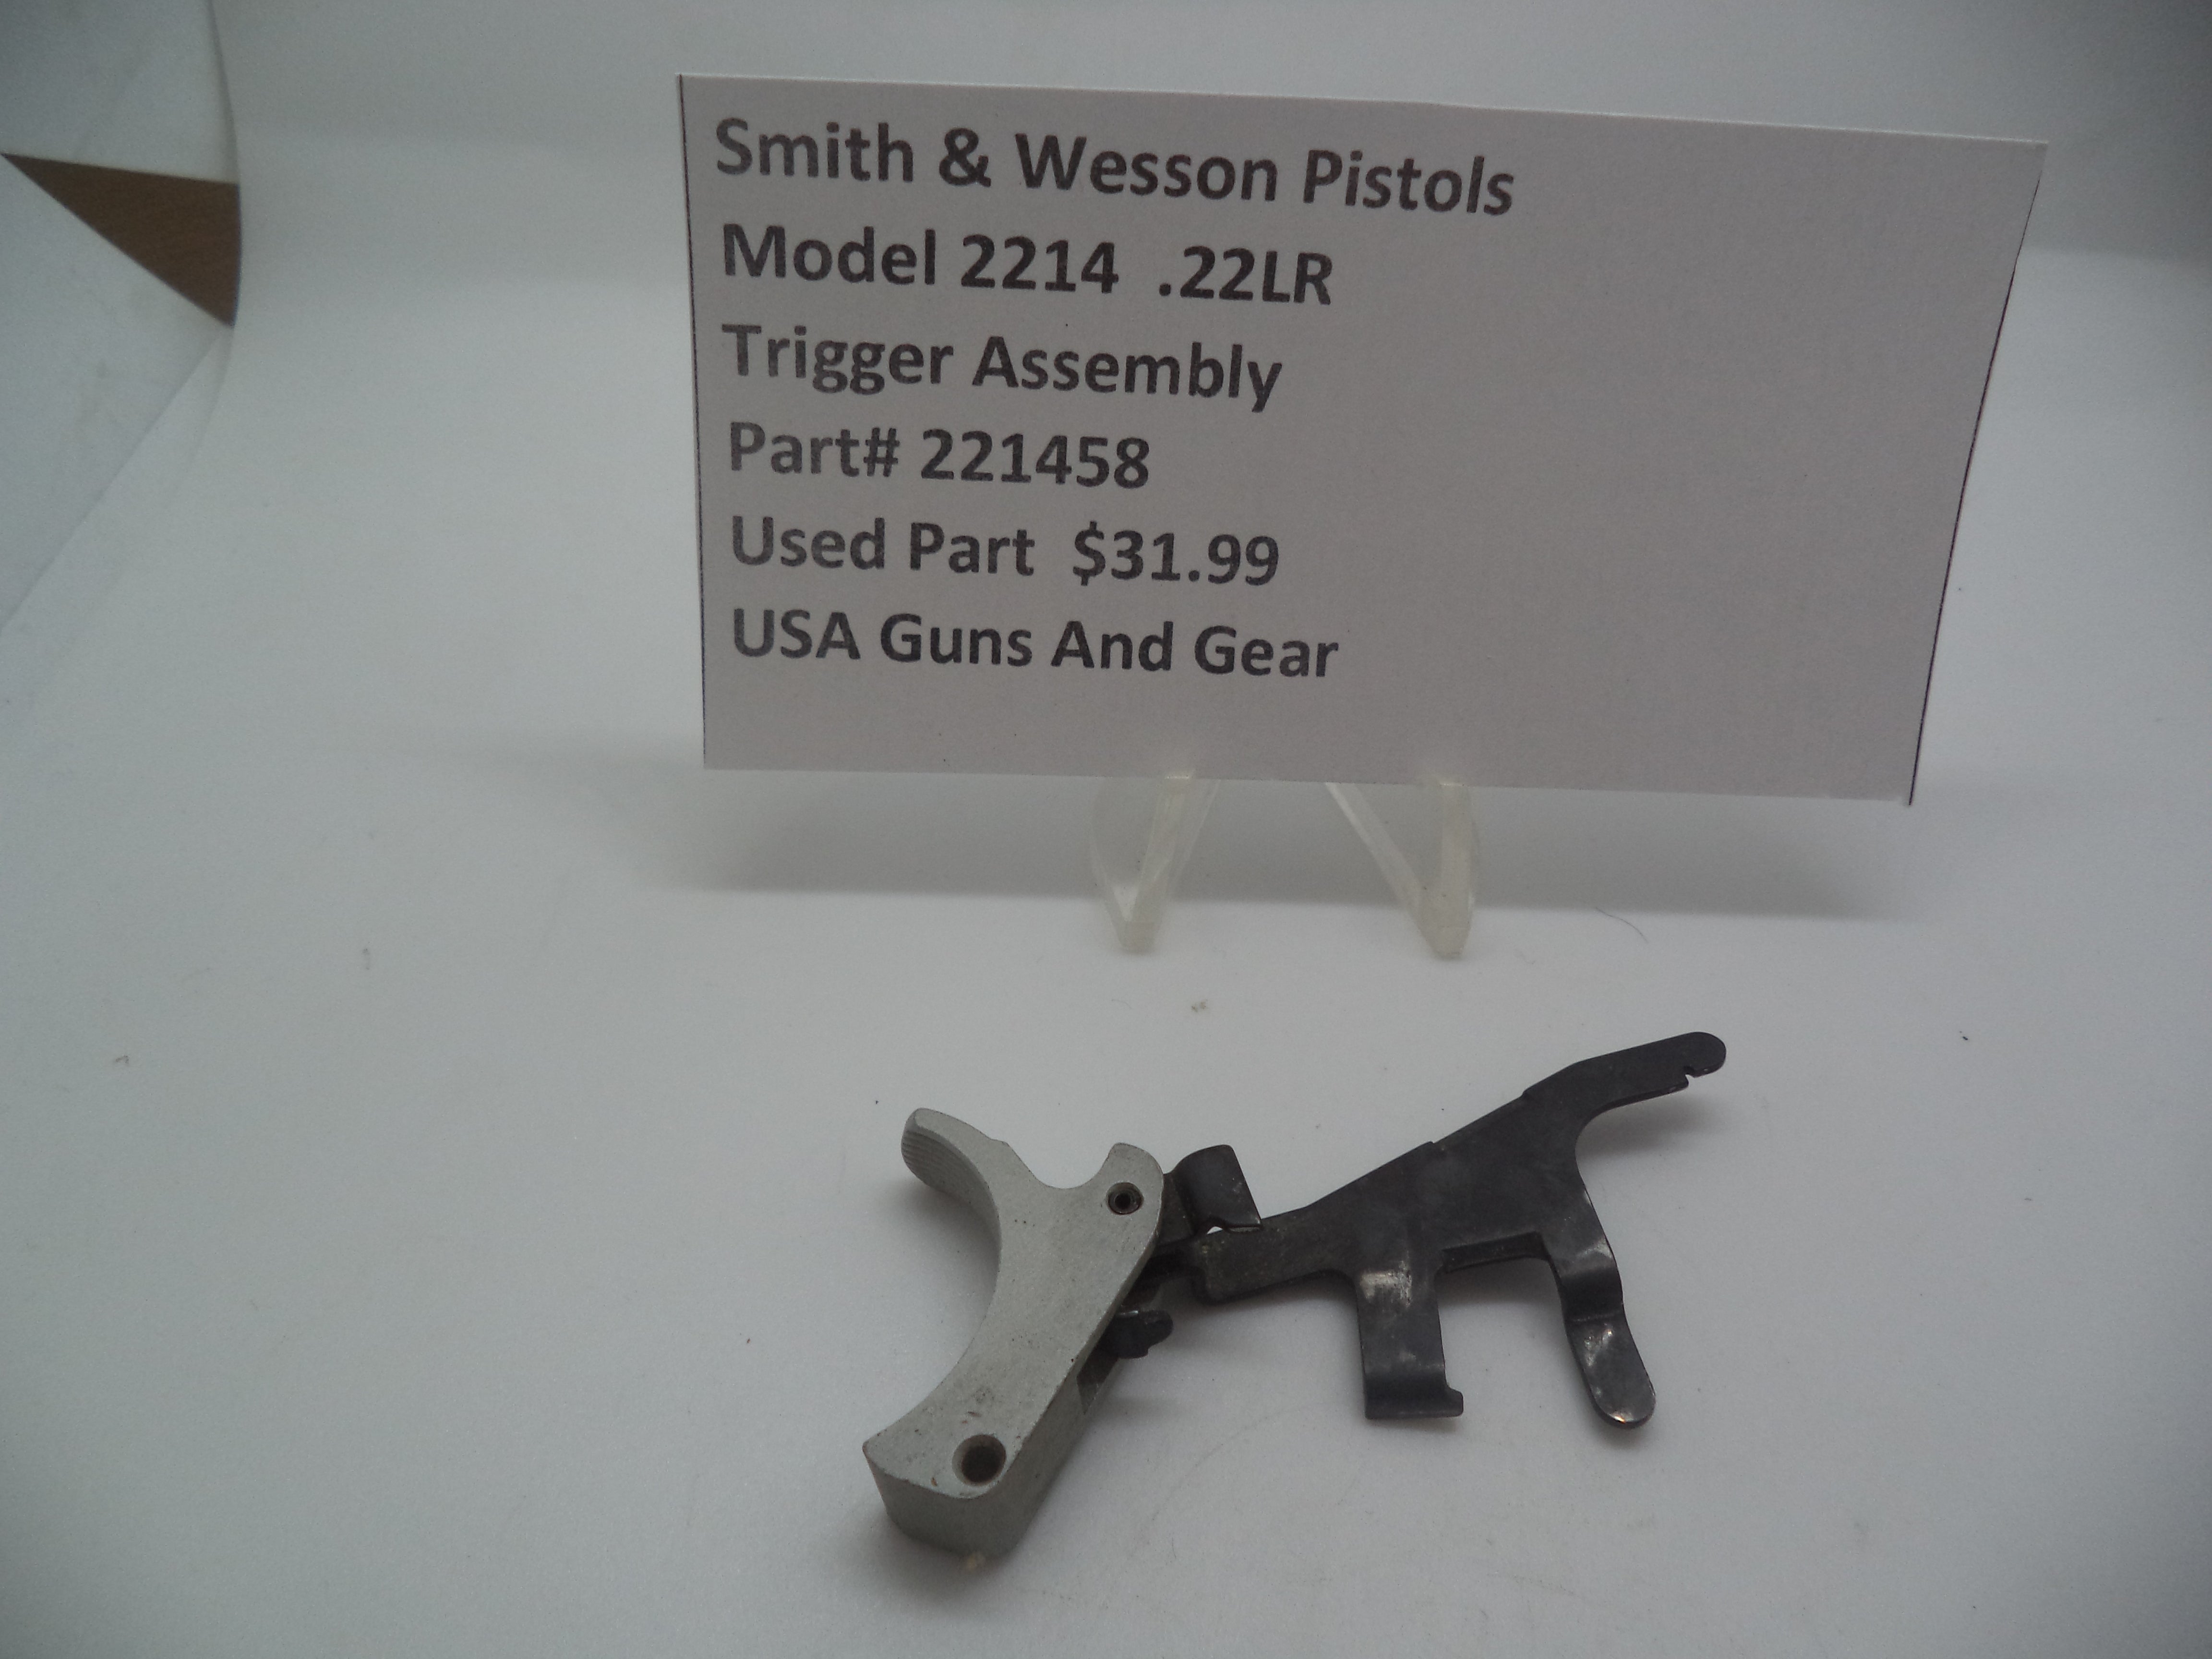 Smith & Wesson Pistols
Model 2214  .22LR
Trigger Assembly
Part# 221458
Used Part  $31.99
USA Guns And Gear